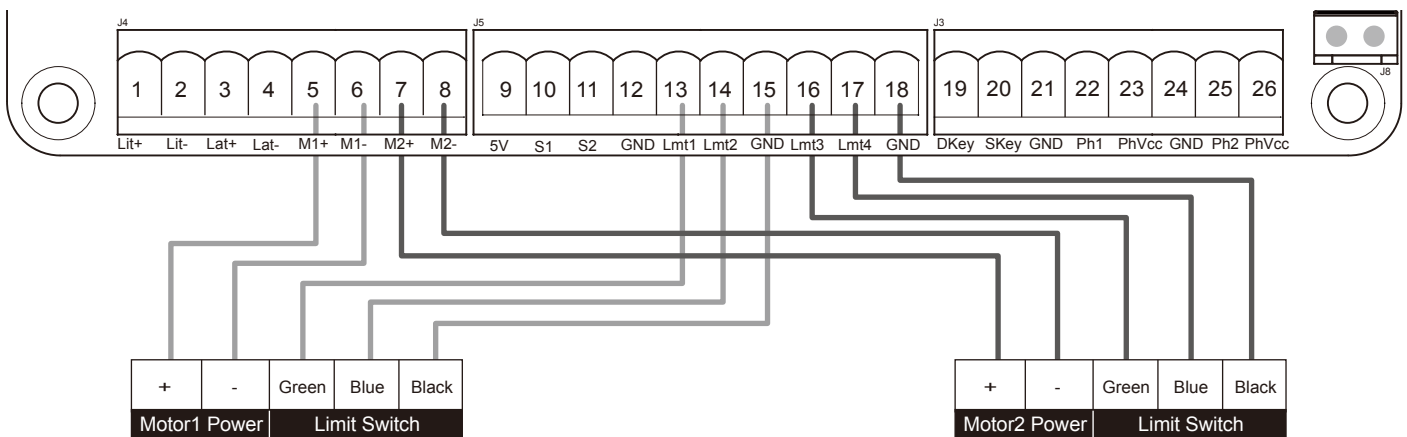 J4 J5 J3
1 2 3 4 5 6 7 8 9 10 11 12 13 14 15 16 17 18 19 20 21 22 23 24 25 26
J8
Lit+ Lit- Lat+ Lat- M1+ M1- M2+ M2- 5V S1 S2 GND Lmt1 Lmt2 GND Lmt3 Lmt4 GND DKey SKey GND Ph1 PhVcc GND Ph2 PhVcc
+ - Green Blue Black + - Green Blue Black
Motor1 Power Limit Switch Motor2 Power Limit Switch